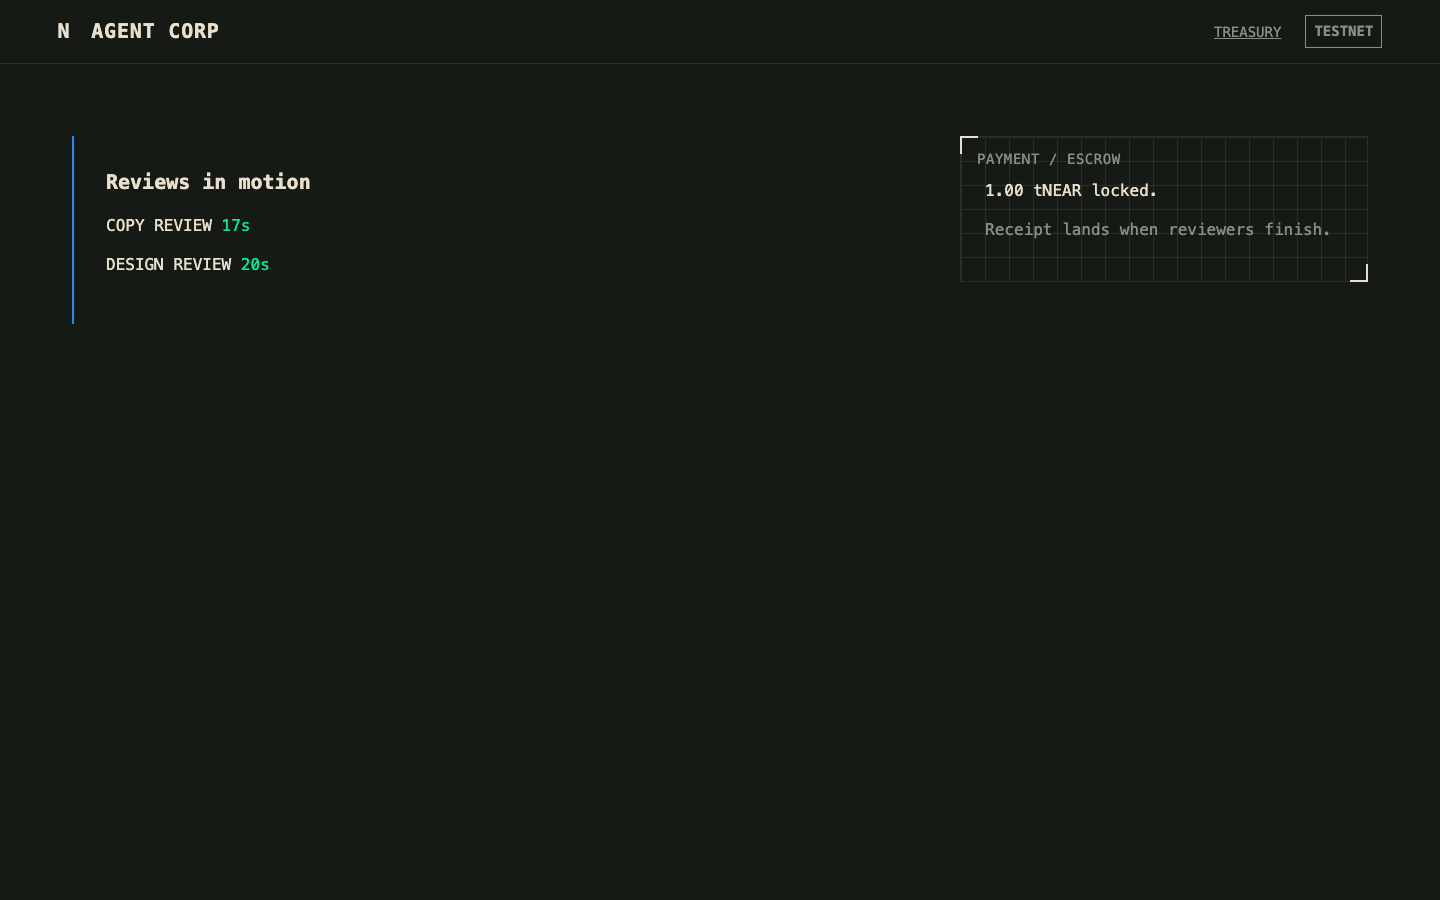 N AGENT CORP
TREASURY
TESTNET
Reviews in motion
COPY REVIEW 17s
DESIGN REVIEW 20s
PAYMENT / ESCROW
1.00 tNEAR locked.
Receipt lands when reviewers finish.